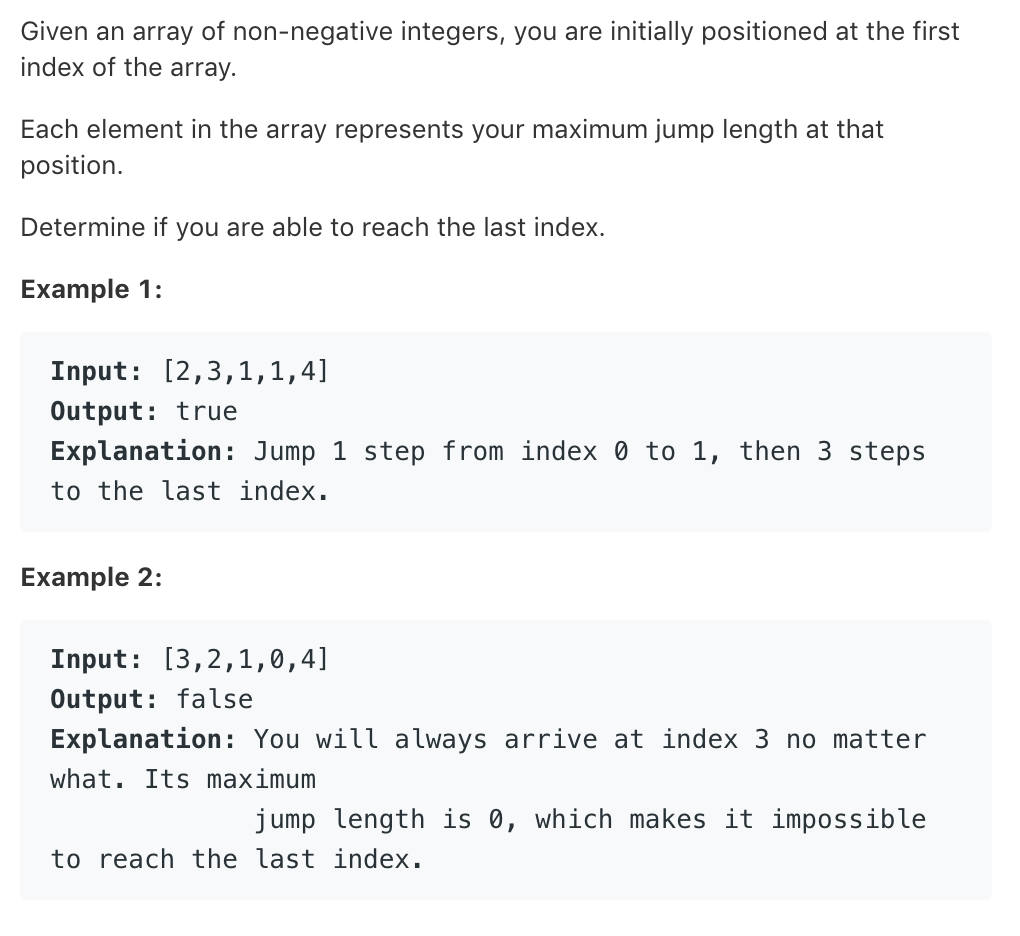 Given an array of non-negative integers, you are initially positioned at the first
index of the array.
Each element in the array represents your maximum jump length at that
position.
Determine if you are able to reach the last index.
Example 1:
Input: [2,3,1,1,4]
Output: true
Explanation: Jump 1 step from index 0 to 1, then 3 steps
to the last index.
Example 2:
Input: [3,2,1,0,4]
Output: false
Explanation: You will always arrive at index 3 no matter
what. Its maximum
jump length is 0, which makes it impossible
to reach the last index.